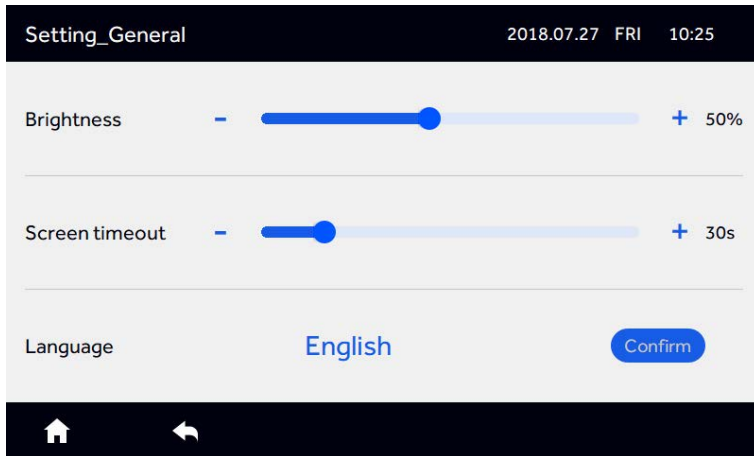 Setting_General 2018.07.27 FRI 10:25
Brightness - + 50%
Screen timeout - + 30s
Language English Confirm